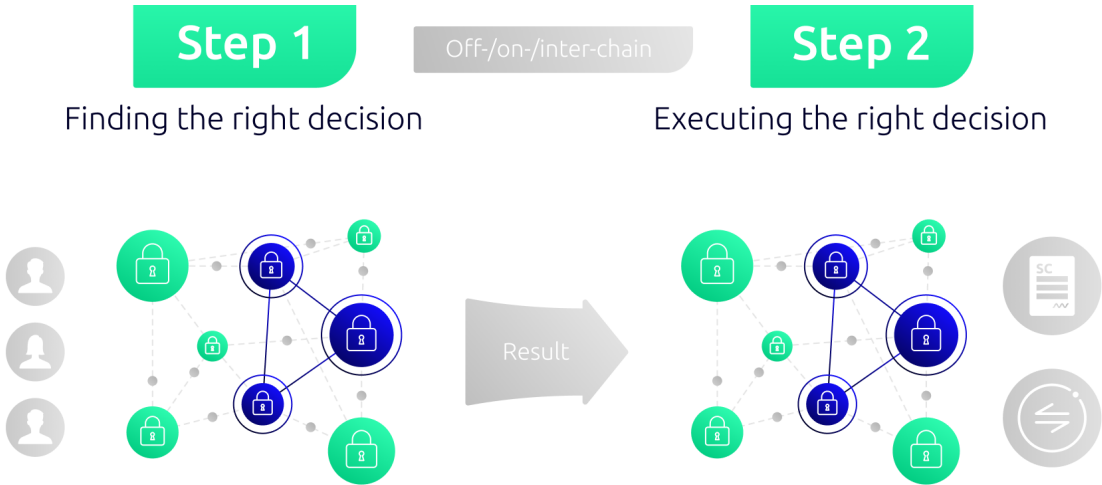 Step 1
Off-/on-/inter-chain
Step 2
Finding the right decision
Executing the right decision
SC
Result